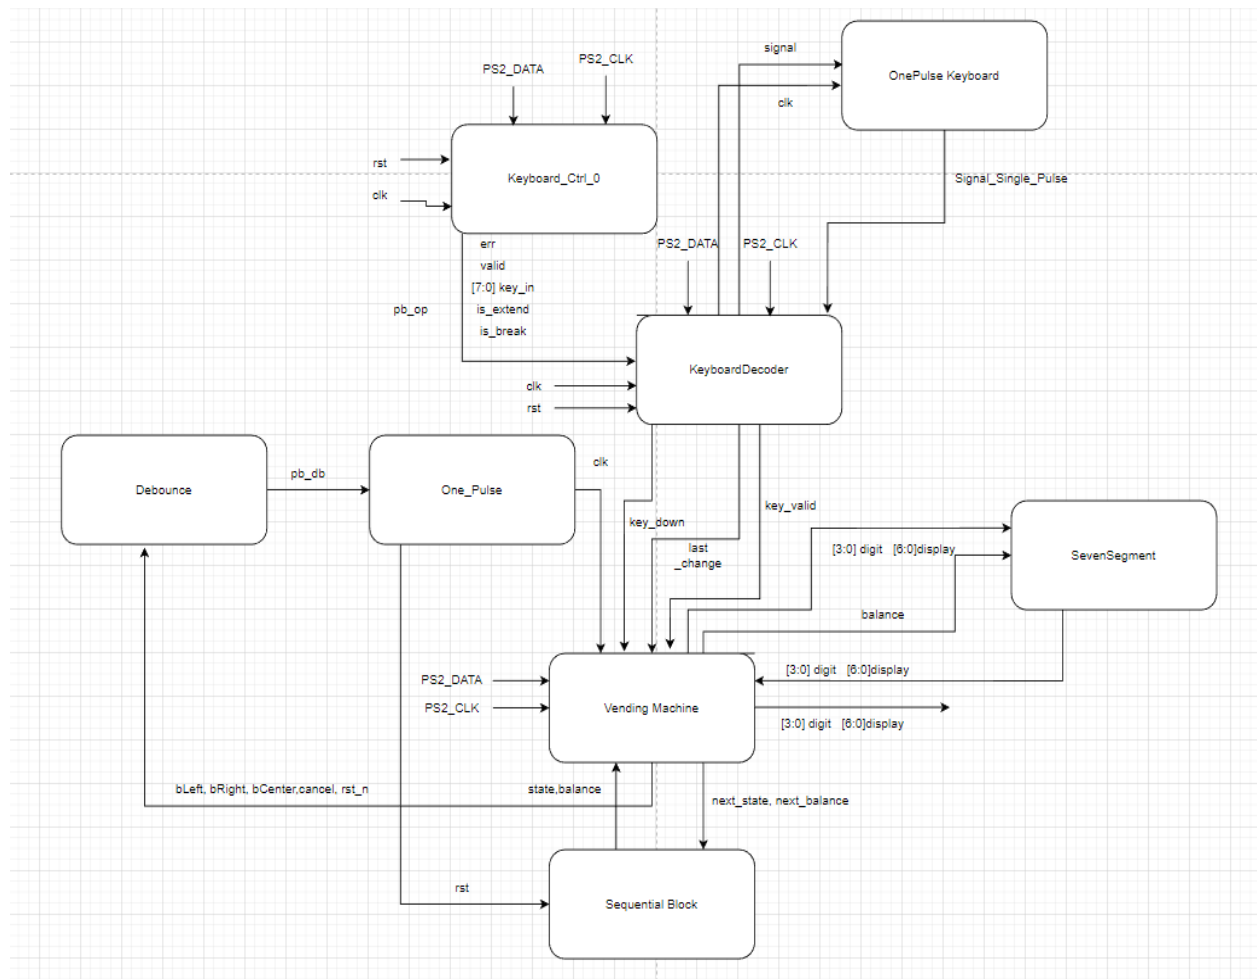 signal
OnePulse Keyboard
PS2_DATA
PS2_CLK
clk
rst
Keyboard_Ctrl_0
Signal_Single_Pulse
clk
err
valid
[7:0] key_in
is_extend
is_break
pb_op
PS2_DATA
PS2_CLK
KeyboardDecoder
clk
rst
Debounce
pb_db
One_Pulse
clk
key_down
last
_change
key_valid
[3:0] digit [6:0]display
SevenSegment
balance
PS2_DATA
PS2_CLK
Vending Machine
[3:0] digit [6:0]display
[3:0] digit [6:0]display
bLeft, bRight, bCenter,cancel, rst_n
state,balance
next_state, next_balance
rst
Sequential Block